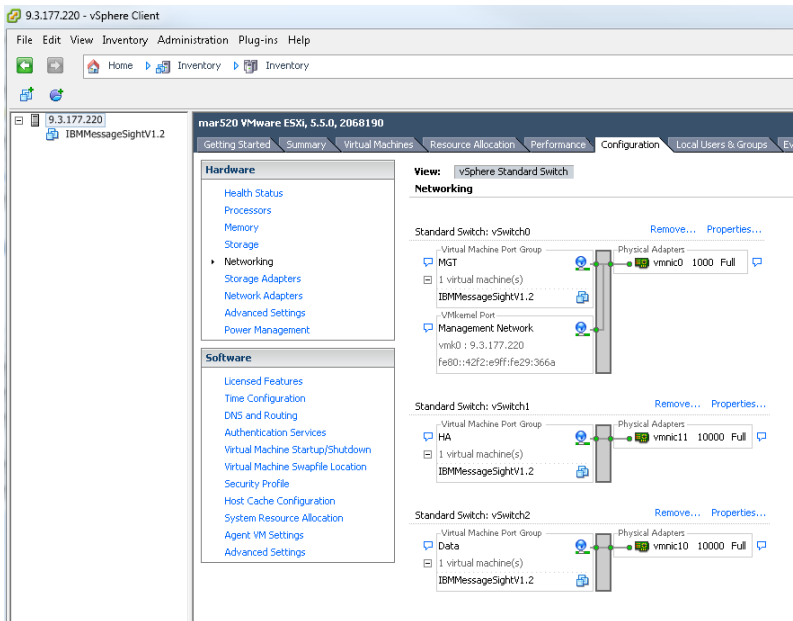 9.3.177.220 - vSphere Client
File Edit View Inventory Administration Plug-ins Help
Home Inventory Inventory
9.3.177.220
IBMMessageSightV1.2
mar520 VMware ESXi, 5.5.0, 2068190
Getting Started Summary Virtual Machines Resource Allocation Performance Configuration Local Users & Groups Ev
Hardware
Health Status
Processors
Memory
Storage
Networking
Storage Adapters
Network Adapters
Advanced Settings
Power Management
Software
Licensed Features
Time Configuration
DNS and Routing
Authentication Services
Virtual Machine Startup/Shutdown
Virtual Machine Swapfile Location
Security Profile
Host Cache Configuration
System Resource Allocation
Agent VM Settings
Advanced Settings
View: vSphere Standard Switch
Networking
Standard Switch: vSwitch0 Remove... Properties...
Virtual Machine Port Group Physical Adapters
MGT vmnic0 1000 Full
1 virtual machine(s)
IBMMessageSightV1.2
VMkernel Port
Management Network
vmk0 : 9.3.177.220
fe80::42f2:e9ff:fe29:366a
Standard Switch: vSwitch1 Remove... Properties...
Virtual Machine Port Group Physical Adapters
HA vmnic11 10000 Full
1 virtual machine(s)
IBMMessageSightV1.2
Standard Switch: vSwitch2 Remove... Properties...
Virtual Machine Port Group Physical Adapters
Data vmnic10 10000 Full
1 virtual machine(s)
IBMMessageSightV1.2